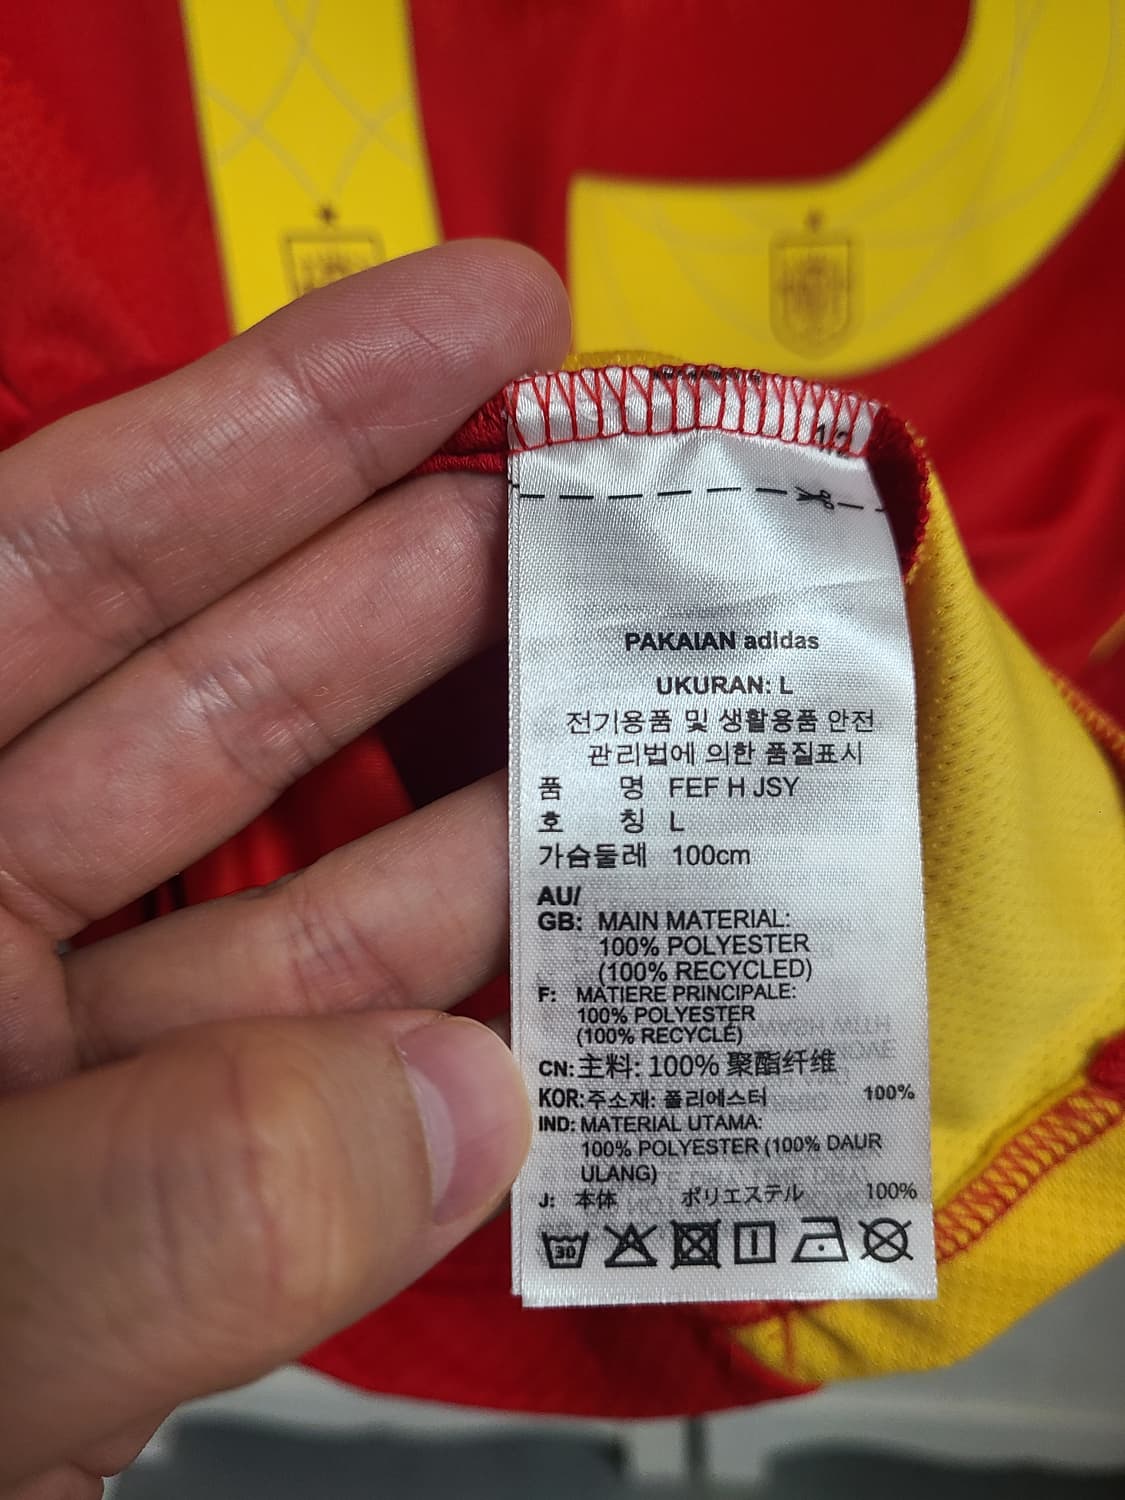 12
PAKAIAN adidas
UKURAN: L
전기용품 및 생활용품 안전
관리법에 의한 품질표시
품 명 FEF H JSY
호 칭 L
가슴둘레 100cm
AU/
GB: MAIN MATERIAL:
100% POLYESTER
(100% RECYCLED)
F: MATIERE PRINCIPALE:
100% POLYESTER
(100% RECYCLÉ)
CN:主料: 100% 聚酯纤维
KOR:주소재: 폴리에스터 100%
IND: MATERIAL UTAMA:
100% POLYESTER (100% DAUR
ULANG)
J: 本体 ポリエステル 100%
30